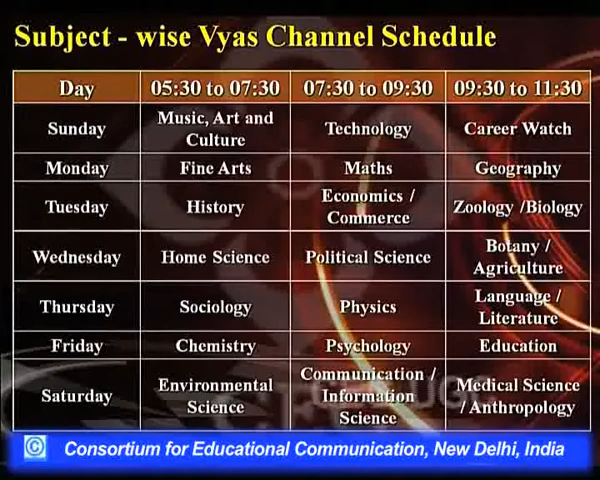 Subject - wise Vyas Channel Schedule
Day 05:30 to 07:30 07:30 to 09:30 09:30 to 11:30
Sunday Music, Art and Culture Technology Career Watch
Monday Fine Arts Maths Geography
Tuesday History Economics / Commerce Zoology /Biology
Wednesday Home Science Political Science Botany / Agriculture
Thursday Sociology Physics Language / Literature
Friday Chemistry Psychology Education
Saturday Environmental Science Communication / Information Science Medical Science / Anthropology
© Consortium for Educational Communication, New Delhi, India